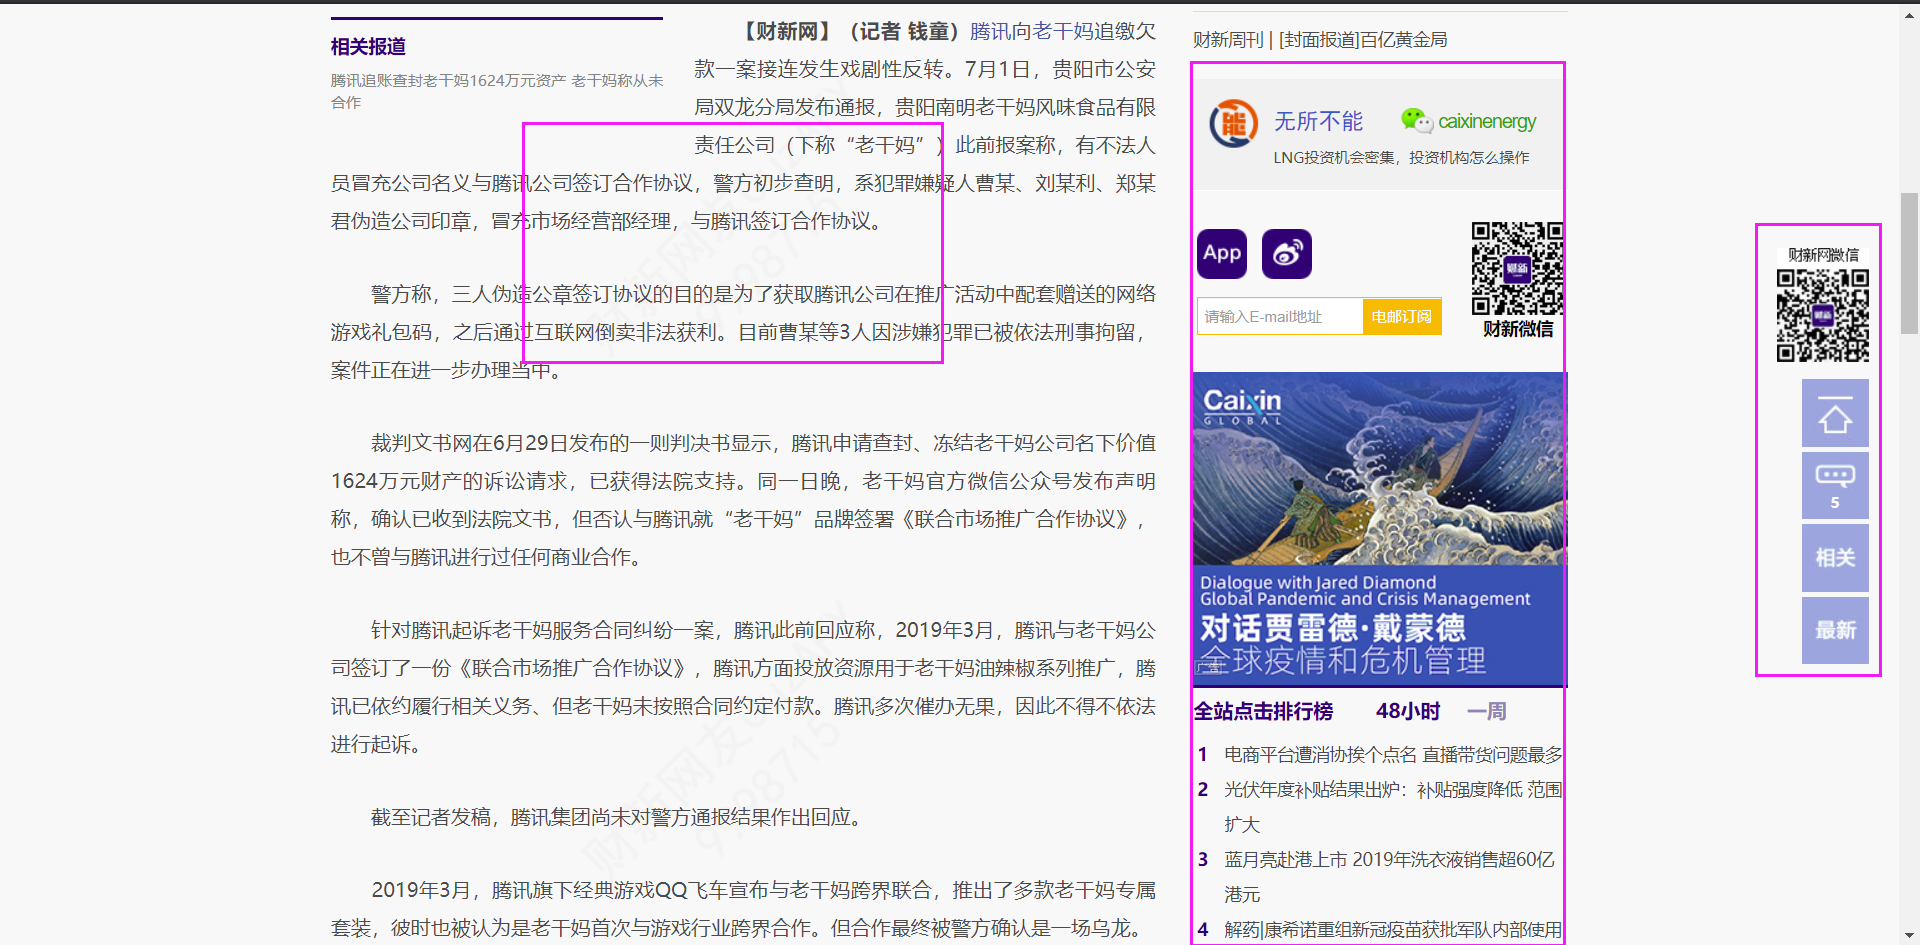 相关报道
腾讯追账查封老干妈1624万元资产 老干妈称从未
合作
【财新网】（记者 钱童）腾讯向老干妈追缴欠
款一案接连发生戏剧性反转。7月1日，贵阳市公安
局双龙分局发布通报，贵阳南明老干妈风味食品有限
责任公司（下称“老干妈”）此前报案称，有不法人
员冒充公司名义与腾讯公司签订合作协议，警方初步查明，系犯罪嫌疑人曹某、刘某利、郑某
君伪造公司印章，冒充市场经营部经理，与腾讯签订合作协议。
警方称，三人伪造公章签订协议的目的是为了获取腾讯公司在推广活动中配套赠送的网络
游戏礼包码，之后通过互联网倒卖非法获利。目前曹某等3人因涉嫌犯罪已被依法刑事拘留，
案件正在进一步办理当中。
裁判文书网在6月29日发布的一则判决书显示，腾讯申请查封、冻结老干妈公司名下价值
1624万元财产的诉讼请求，已获得法院支持。同一日晚，老干妈官方微信公众号发布声明
称，确认已收到法院文书，但否认与腾讯就“老干妈”品牌签署《联合市场推广合作协议》，
也不曾与腾讯进行过任何商业合作。
针对腾讯起诉老干妈服务合同纠纷一案，腾讯此前回应称，2019年3月，腾讯与老干妈公
司签订了一份《联合市场推广合作协议》，腾讯方面投放资源用于老干妈油辣椒系列推广，腾
讯已依约履行相关义务、但老干妈未按照合同约定付款。腾讯多次催办无果，因此不得不依法
进行起诉。
截至记者发稿，腾讯集团尚未对警方通报结果作出回应。
2019年3月，腾讯旗下经典游戏QQ飞车宣布与老干妈跨界联合，推出了多款老干妈专属
套装，彼时也被认为是老干妈首次与游戏行业跨界合作。但合作最终被警方确认是一场乌龙。
财新周刊 | [封面报道]百亿黄金局
能
无所不能
caixinenergy
LNG投资机会密集，投资机构怎么操作
App
财新
请输入E-mail地址
电邮订阅
财新微信
Caixin
GLOBAL
Dialogue with Jared Diamond
Global Pandemic and Crisis Management
对话贾雷德·戴蒙德
全球疫情和危机管理
广告
全站点击排行榜 48小时 一周
1 电商平台遭消协挨个点名 直播带货问题最多
2 光伏年度补贴结果出炉：补贴强度降低 范围
扩大
3 蓝月亮赴港上市 2019年洗衣液销售超60亿
港元
4 解药|康希诺重组新冠疫苗获批军队内部使用
财新网微信
财新
5
相关
最新